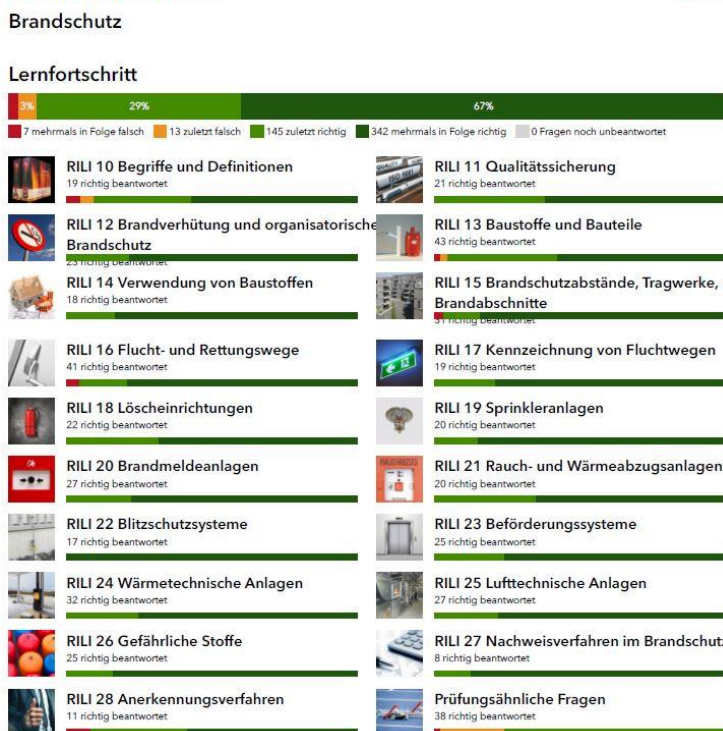 Brandschutz
Lernfortschritt
3%
29%
67%
7 mehrmals in Folge falsch
13 zuletzt falsch
145 zuletzt richtig
342 mehrmals in Folge richtig
0 Fragen noch unbeantwortet
RILI 10 Begriffe und Definitionen
19 richtig beantwortet
RILI 11 Qualitätssicherung
21 richtig beantwortet
RILI 12 Brandverhütung und organisatorische
Brandschutz
23 richtig beantwortet
RILI 13 Baustoffe und Bauteile
43 richtig beantwortet
RILI 14 Verwendung von Baustoffen
18 richtig beantwortet
RILI 15 Brandschutzabstände, Tragwerke,
Brandabschnitte
31 richtig beantwortet
RILI 16 Flucht- und Rettungswege
41 richtig beantwortet
RILI 17 Kennzeichnung von Fluchtwegen
19 richtig beantwortet
RILI 18 Löscheinrichtungen
22 richtig beantwortet
RILI 19 Sprinkleranlagen
20 richtig beantwortet
RILI 20 Brandmeldeanlagen
27 richtig beantwortet
RAUCHABZUG
RILI 21 Rauch- und Wärmeabzugsanlagen
20 richtig beantwortet
RILI 22 Blitzschutzsysteme
17 richtig beantwortet
RILI 23 Beförderungssysteme
25 richtig beantwortet
RILI 24 Wärmetechnische Anlagen
32 richtig beantwortet
RILI 25 Lufttechnische Anlagen
27 richtig beantwortet
RILI 26 Gefährliche Stoffe
25 richtig beantwortet
RILI 27 Nachweisverfahren im Brandschutz
8 richtig beantwortet
RILI 28 Anerkennungsverfahren
11 richtig beantwortet
Prüfungsähnliche Fragen
38 richtig beantwortet